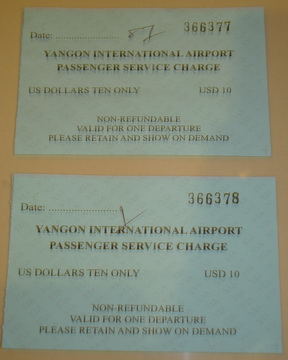 Date: ........................ 366377
YANGON INTERNATIONAL AIRPORT
PASSENGER SERVICE CHARGE
US DOLLARS TEN ONLY USD 10
NON-REFUNDABLE
VALID FOR ONE DEPARTURE
PLEASE RETAIN AND SHOW ON DEMAND
Date: ........................ 366378
YANGON INTERNATIONAL AIRPORT
PASSENGER SERVICE CHARGE
US DOLLARS TEN ONLY USD 10
NON-REFUNDABLE
VALID FOR ONE DEPARTURE
PLEASE RETAIN AND SHOW ON DEMAND